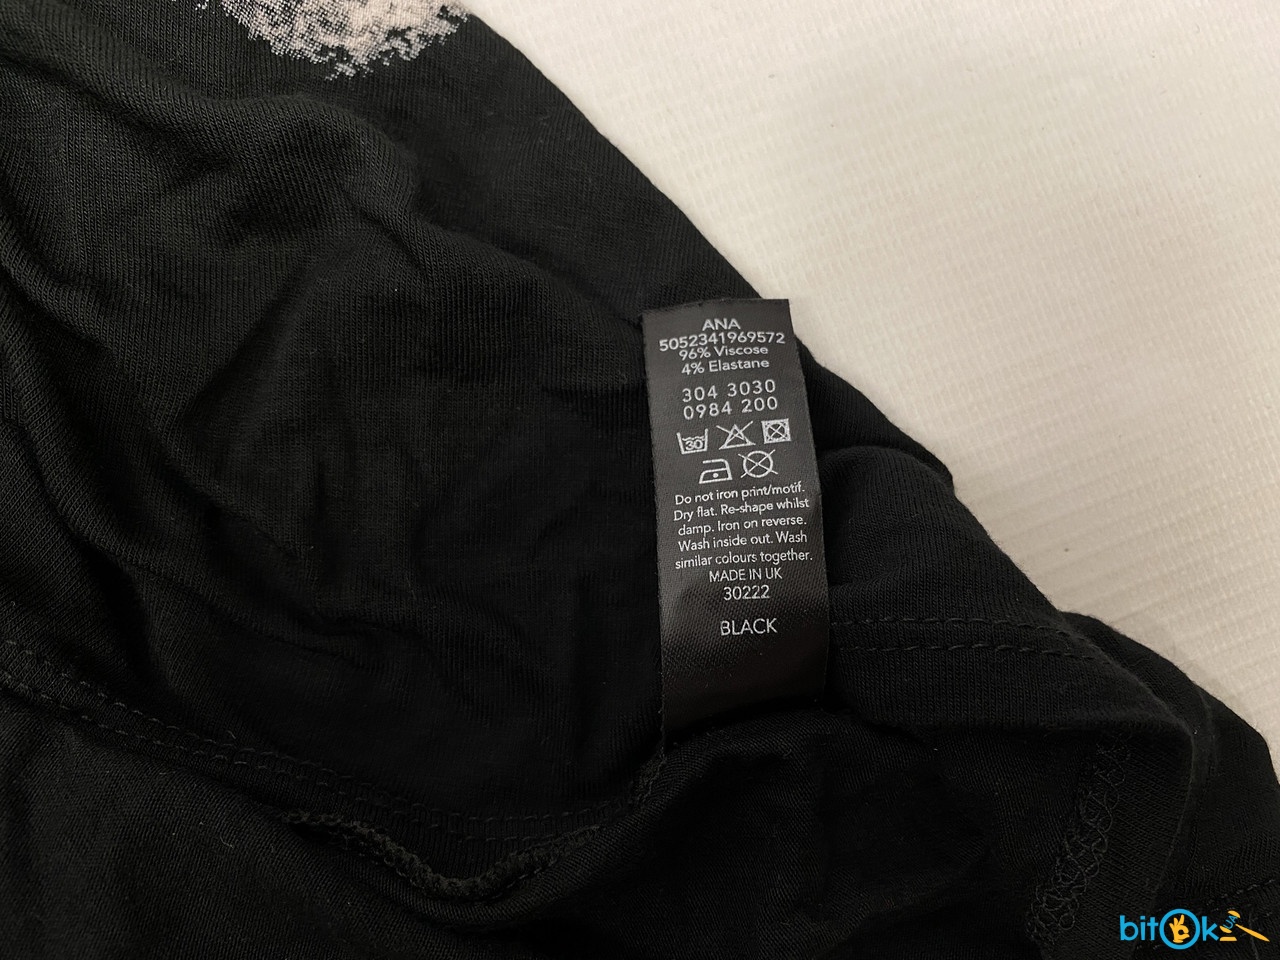 ANA
5052341969572
96% Viscose
4% Elastane
304 3030
0984 200
30
Do not iron print/motif.
Dry flat. Re-shape whilst
damp. Iron on reverse.
Wash inside out. Wash
similar colours together.
MADE IN UK
30222
BLACK
bitOk
UA